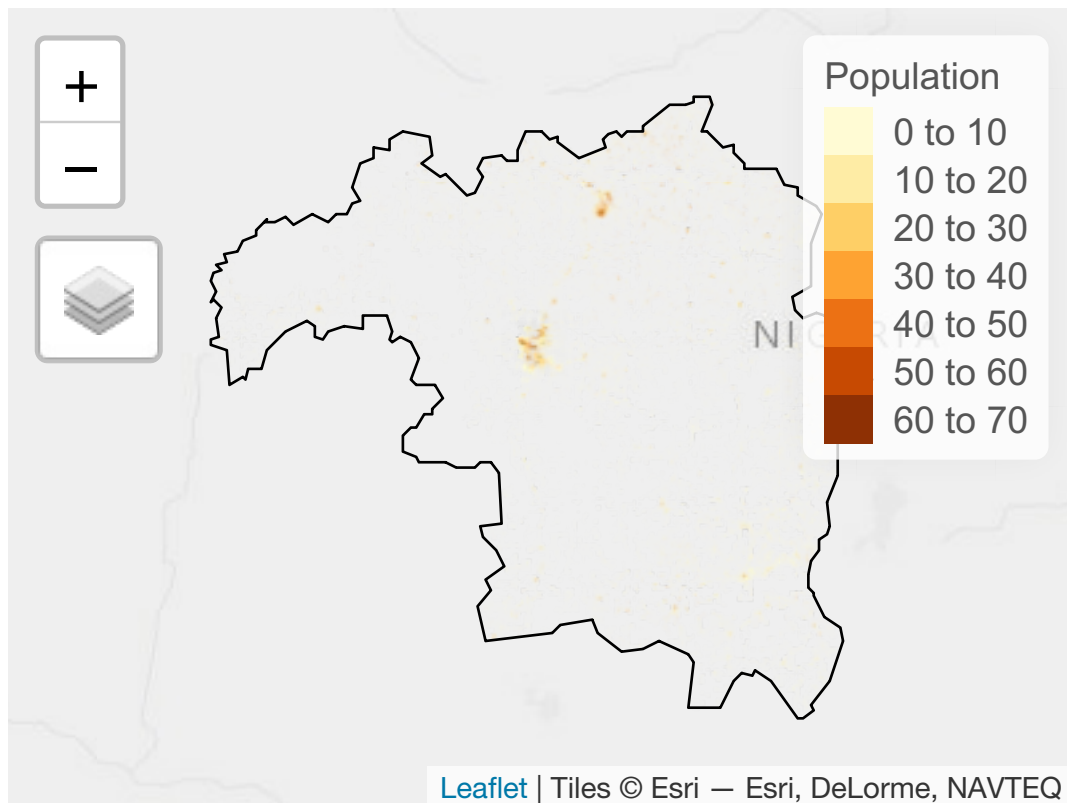 +
−
Population
0 to 10
10 to 20
20 to 30
30 to 40
40 to 50
50 to 60
60 to 70
NIGERIA
Leaflet | Tiles © Esri — Esri, DeLorme, NAVTEQ